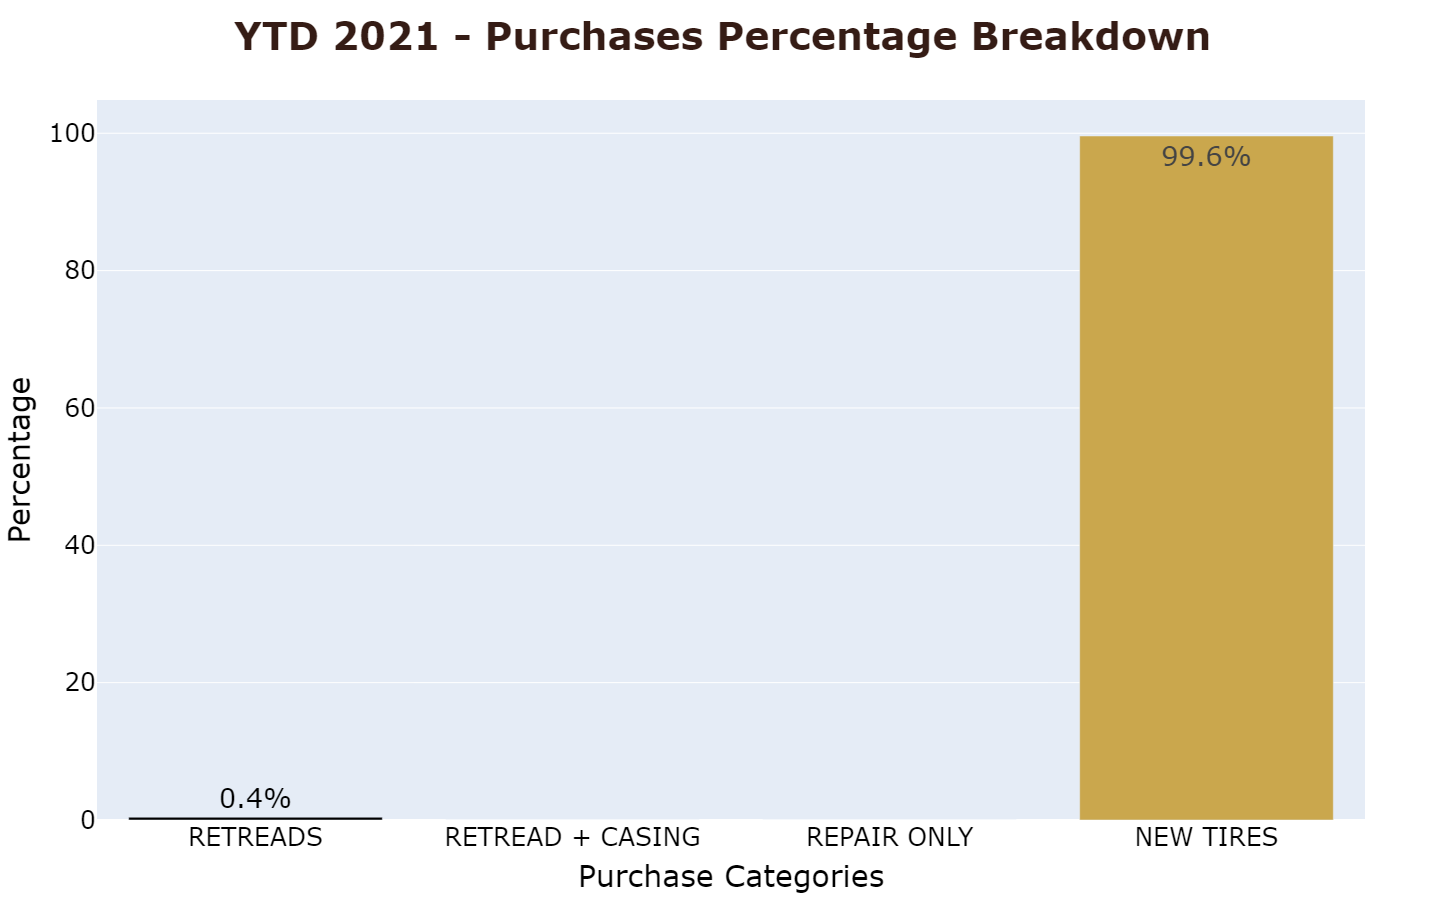 YTD 2021 - Purchases Percentage Breakdown
100
99.6%
80
60
Percentage
40
20
0.4%
0
RETREADS RETREAD + CASING REPAIR ONLY NEW TIRES
Purchase Categories